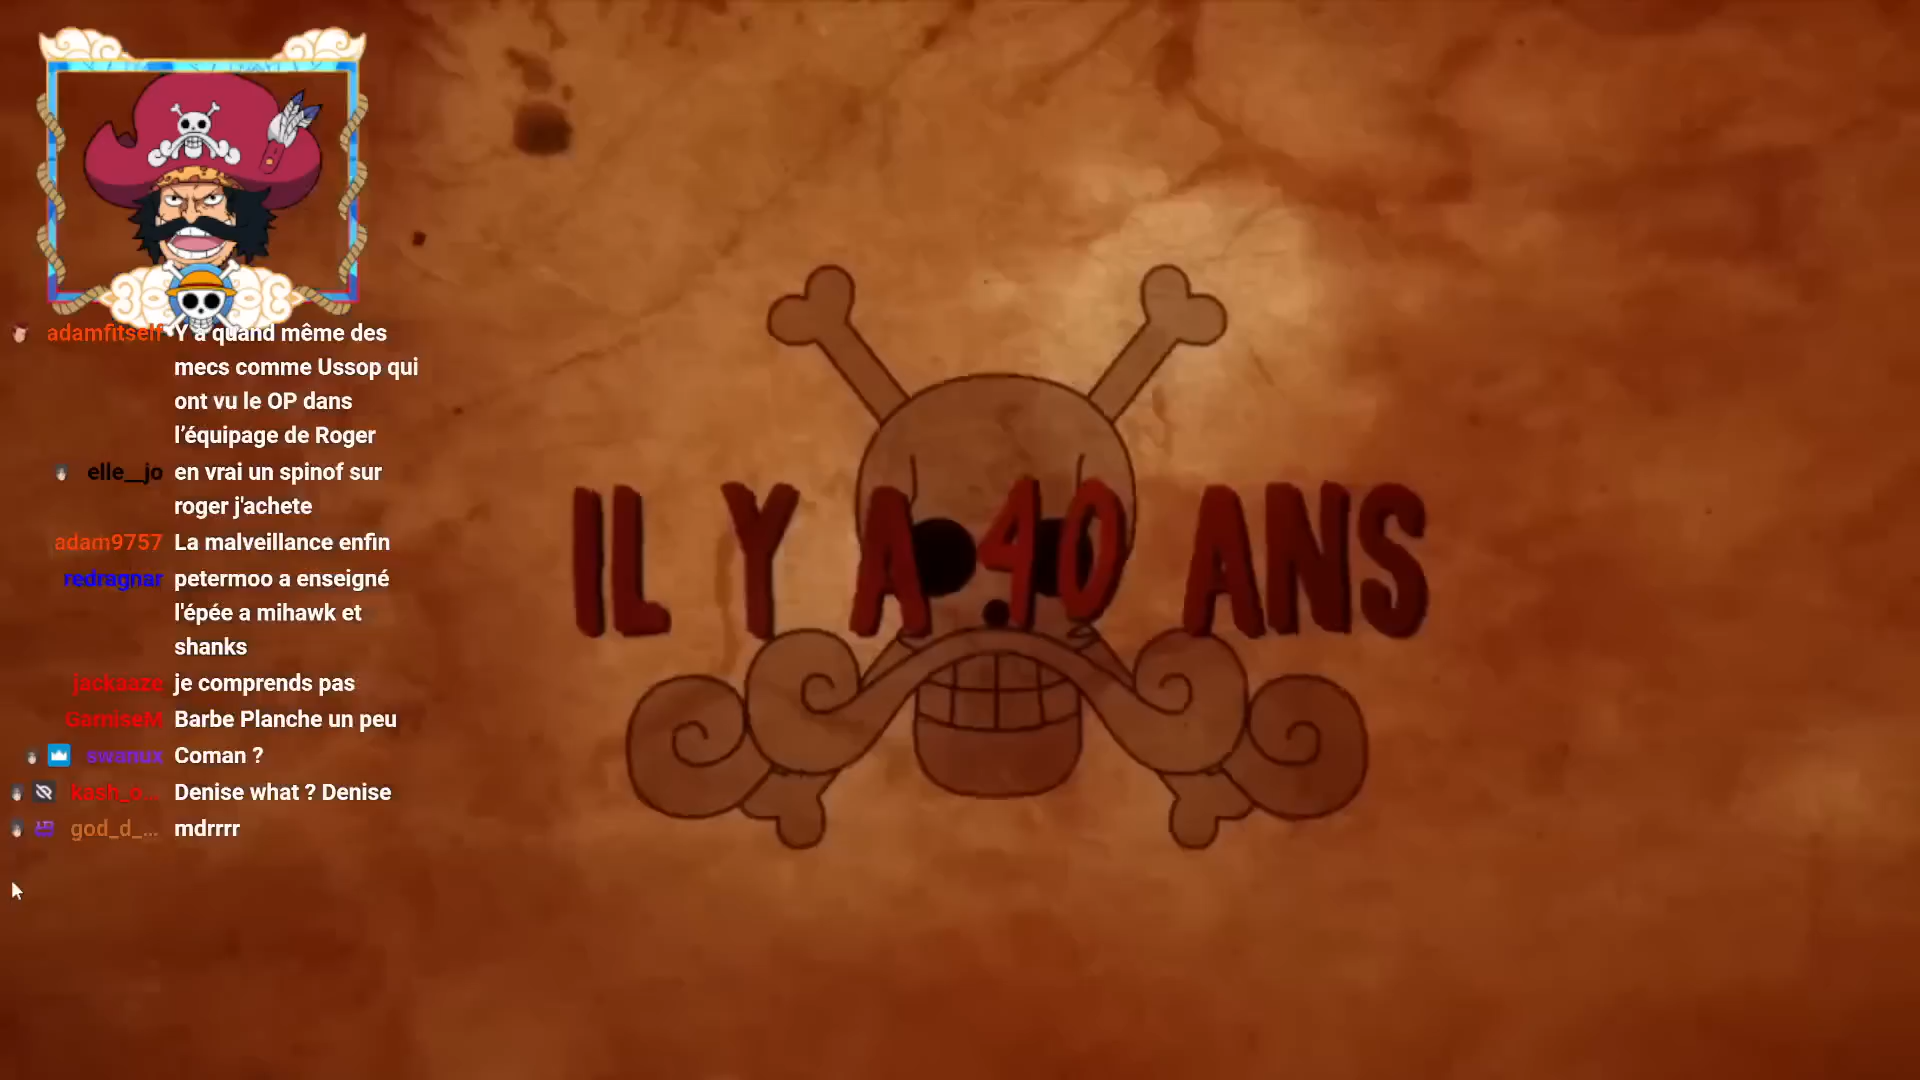 adamfitself Y a quand même des
mecs comme Ussop qui
ont vu le OP dans
l’équipage de Roger
elle__jo en vrai un spinof sur
roger j'achete
adam9757 La malveillance enfin
redragnar petermoo a enseigné
l'épée a mihawk et
shanks
jackaaze je comprends pas
GamiseM Barbe Planche un peu
swanux Coman ?
kash_o... Denise what ? Denise
god_d_... mdrrrr
IL Y A 40 ANS